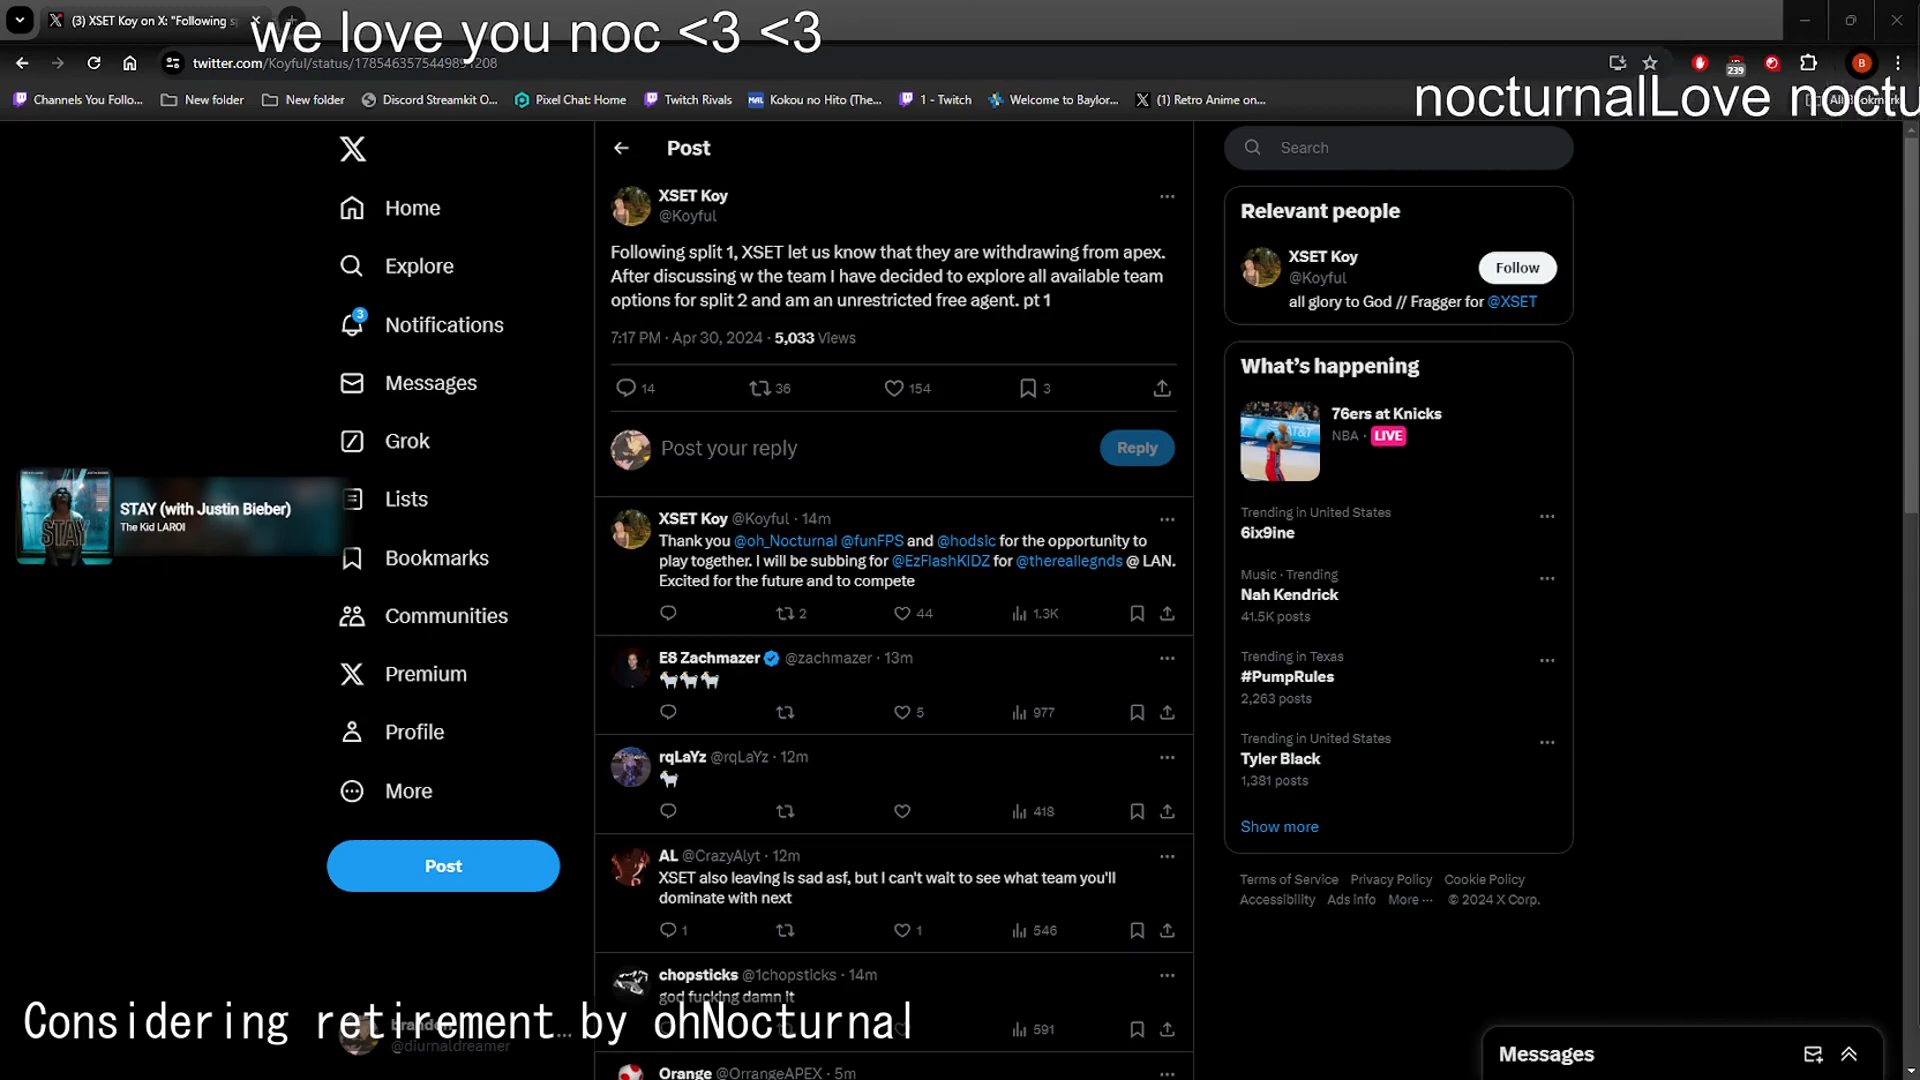 (3) XSET Koy on X: "Following s
we love you noc <3 <3
twitter.com/Koyful/status/1785463575449891208
239
B
Channels You Follo...
New folder
New folder
Discord Streamkit O...
Pixel Chat: Home
Twitch Rivals
MAL
Kokou no Hito (The...
1 - Twitch
Welcome to Baylor...
(1) Retro Anime on...
nocturnalLove noctu
Post
Search
Home
Explore
3
Notifications
Messages
Grok
Lists
Bookmarks
Communities
Premium
Profile
More
Post
STAY
STAY (with Justin Bieber)
The Kid LAROI
XSET Koy
@Koyful
Following split 1, XSET let us know that they are withdrawing from apex.
After discussing w the team I have decided to explore all available team
options for split 2 and am an unrestricted free agent. pt 1
7:17 PM · Apr 30, 2024 · 5,033 Views
14
36
154
3
Post your reply
Reply
XSET Koy @Koyful · 14m
Thank you @oh_Nocturnal @funFPS and @hodsic for the opportunity to
play together. I will be subbing for @EzFlashKIDZ for @thereallegnds @ LAN.
Excited for the future and to compete
2
44
1.3K
E8 Zachmazer @zachmazer · 13m
🐐🐐🐐
5
977
rqLaYz @rqLaYz · 12m
🐐
418
AL @CrazyAlyt · 12m
XSET also leaving is sad asf, but I can't wait to see what team you'll
dominate with next
1
1
546
chopsticks @1chopsticks · 14m
god fucking damn it
591
Orange @OrrangeAPEX · 5m
Relevant people
XSET Koy
@Koyful
Follow
all glory to God // Fragger for @XSET
What's happening
76ers at Knicks
NBA · LIVE
Trending in United States
6ix9ine
Music · Trending
Nah Kendrick
41.5K posts
Trending in Texas
#PumpRules
2,263 posts
Trending in United States
Tyler Black
1,381 posts
Show more
Terms of Service Privacy Policy Cookie Policy
Accessibility Ads info More ··· © 2024 X Corp.
Considering retirement… by ohNocturnal
@diurnaldreamer
Messages